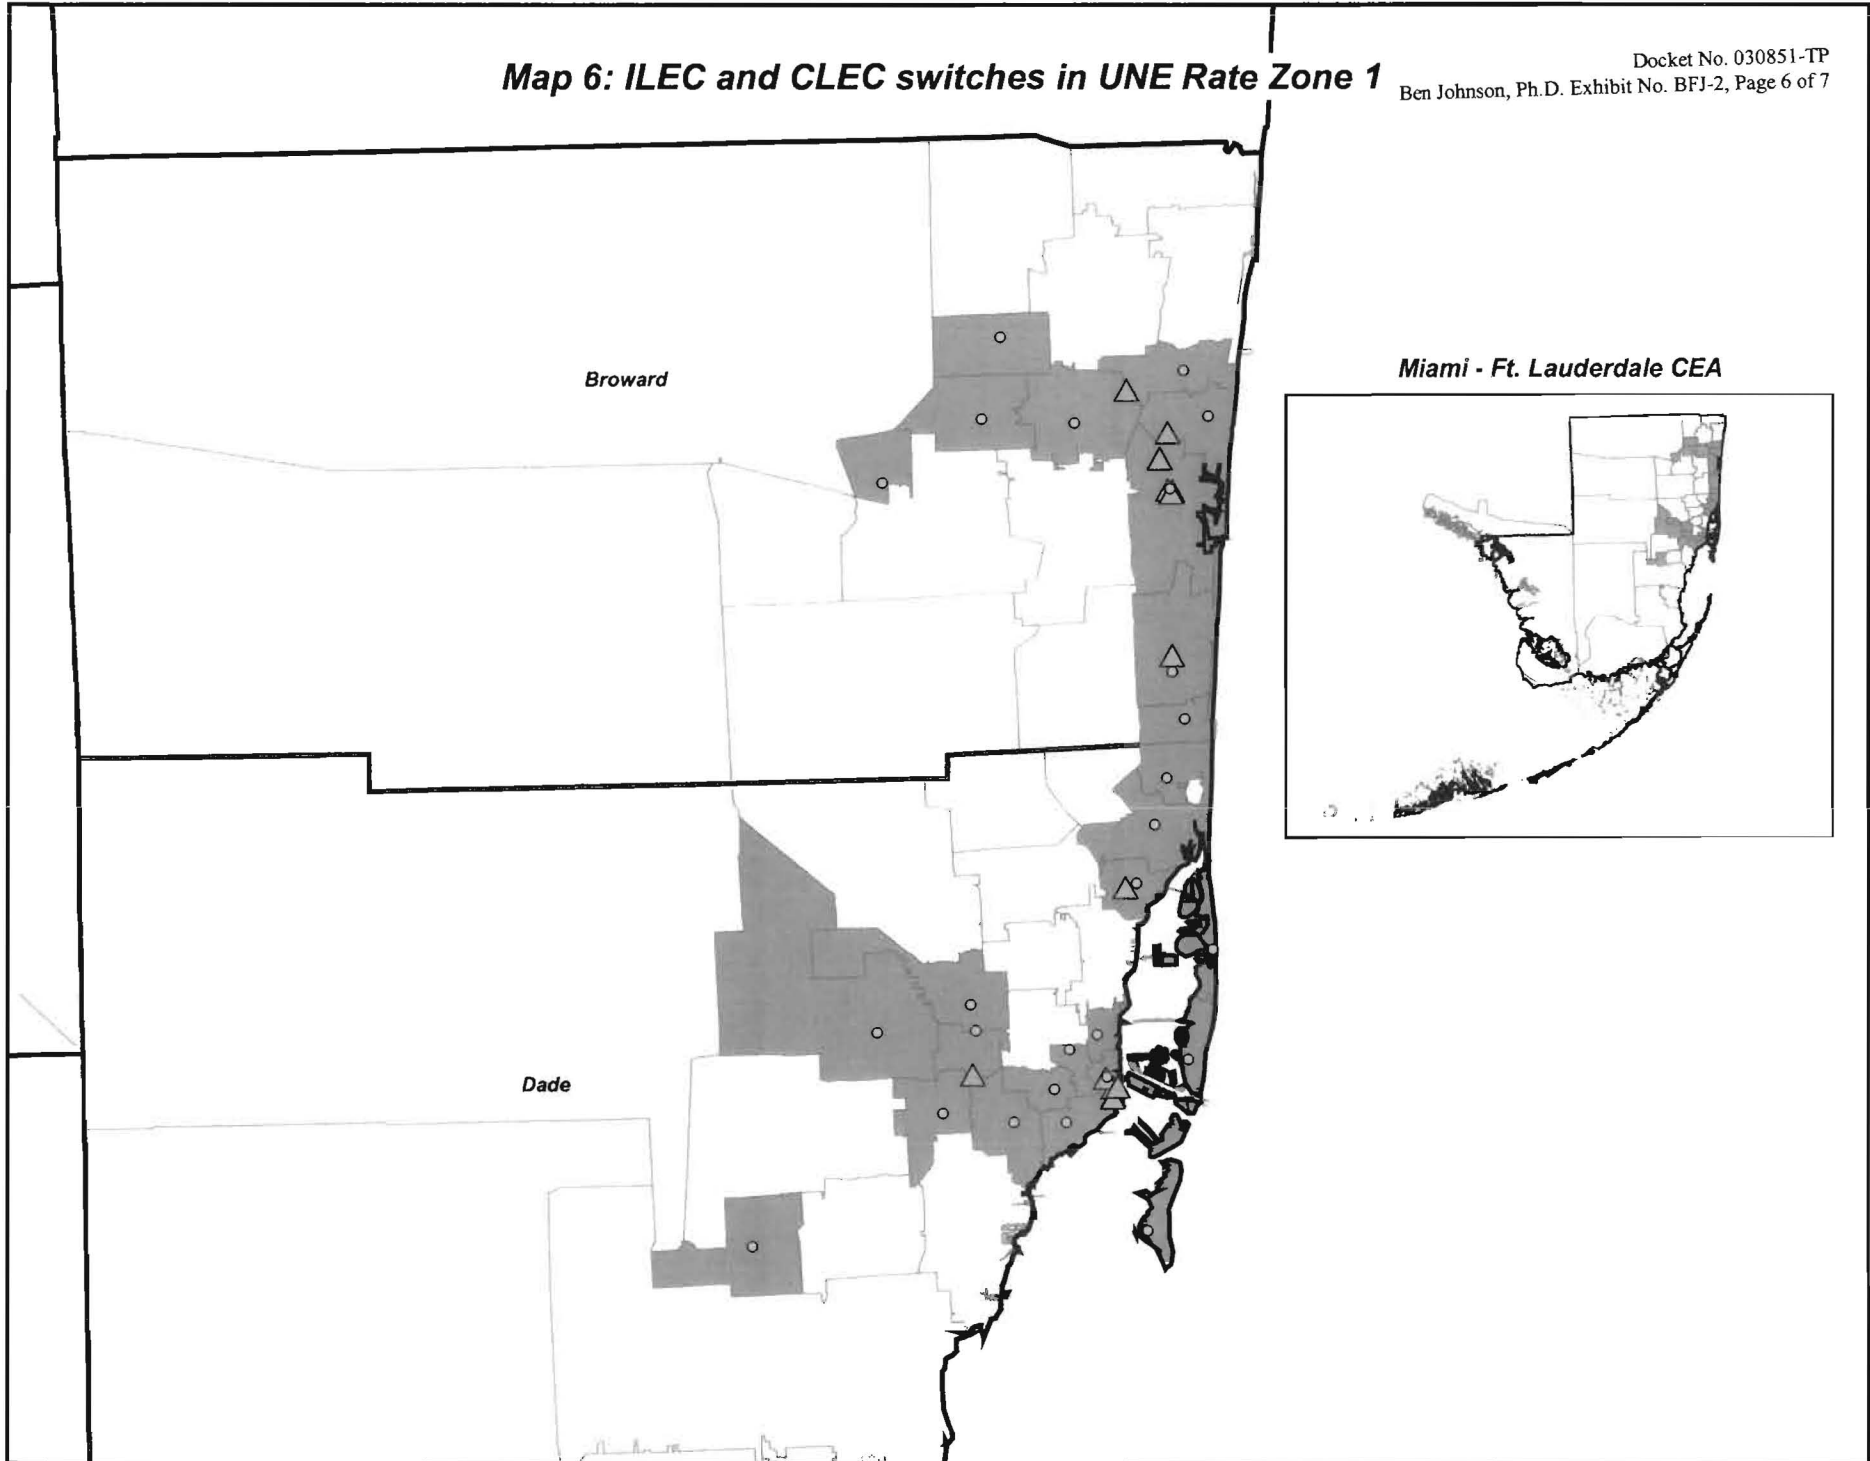 Map 6: ILEC and CLEC switches in UNE Rate Zone 1
Docket No. 030851-TP
Ben Johnson, Ph.D. Exhibit No. BFJ-2, Page 6 of 7
Broward
Miami - Ft. Lauderdale CEA
Dade